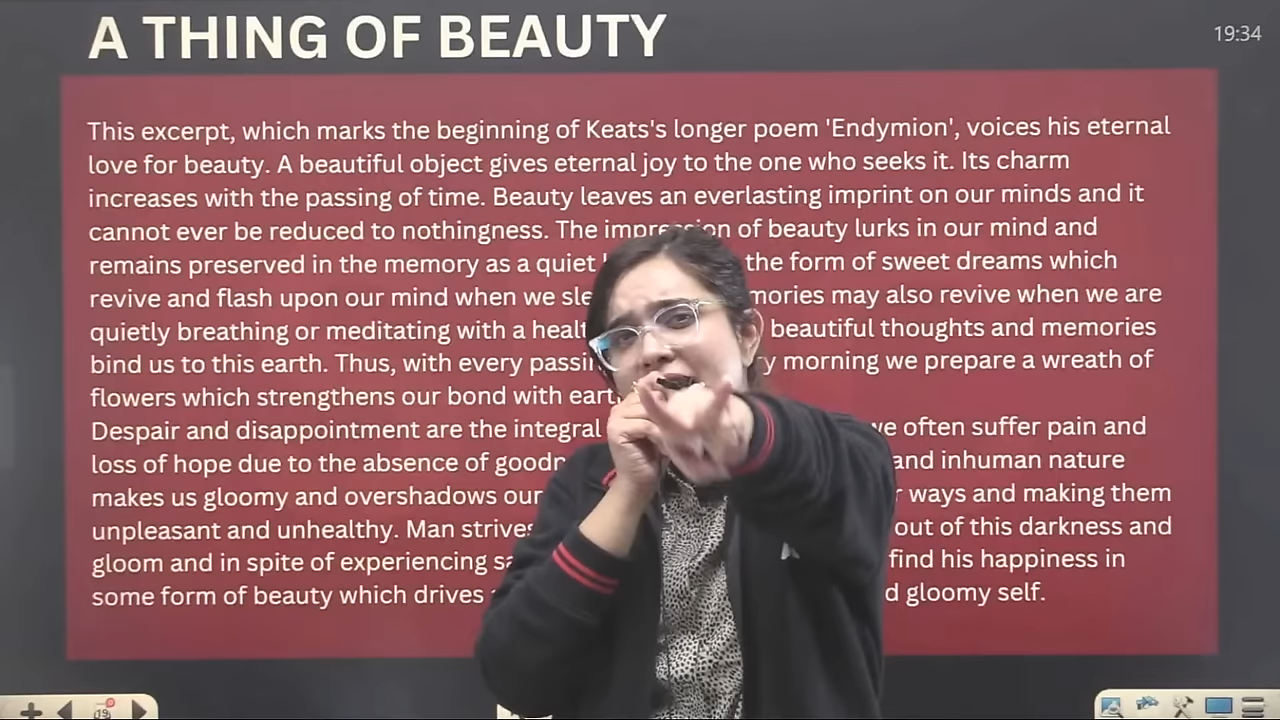 A THING OF BEAUTY
19:34
This excerpt, which marks the beginning of Keats's longer poem 'Endymion', voices his eternal
love for beauty. A beautiful object gives eternal joy to the one who seeks it. Its charm
increases with the passing of time. Beauty leaves an everlasting imprint on our minds and it
cannot ever be reduced to nothingness. The impression of beauty lurks in our mind and
remains preserved in the memory as a quiet the form of sweet dreams which
revive and flash upon our mind when we may also revive when we are
quietly breathing or meditating with a beautiful thoughts and memories
bind us to this earth. Thus, with every morning we prepare a wreath of
flowers which strengthens our bond with
Despair and disappointment are the integral we often suffer pain and
loss of hope due to the absence of and inhuman nature
makes us gloomy and overshadows our ways and making them
unpleasant and unhealthy. Man strives out of this darkness and
gloom and in spite of experiencing find his happiness in
some form of beauty which drives gloomy self.
19